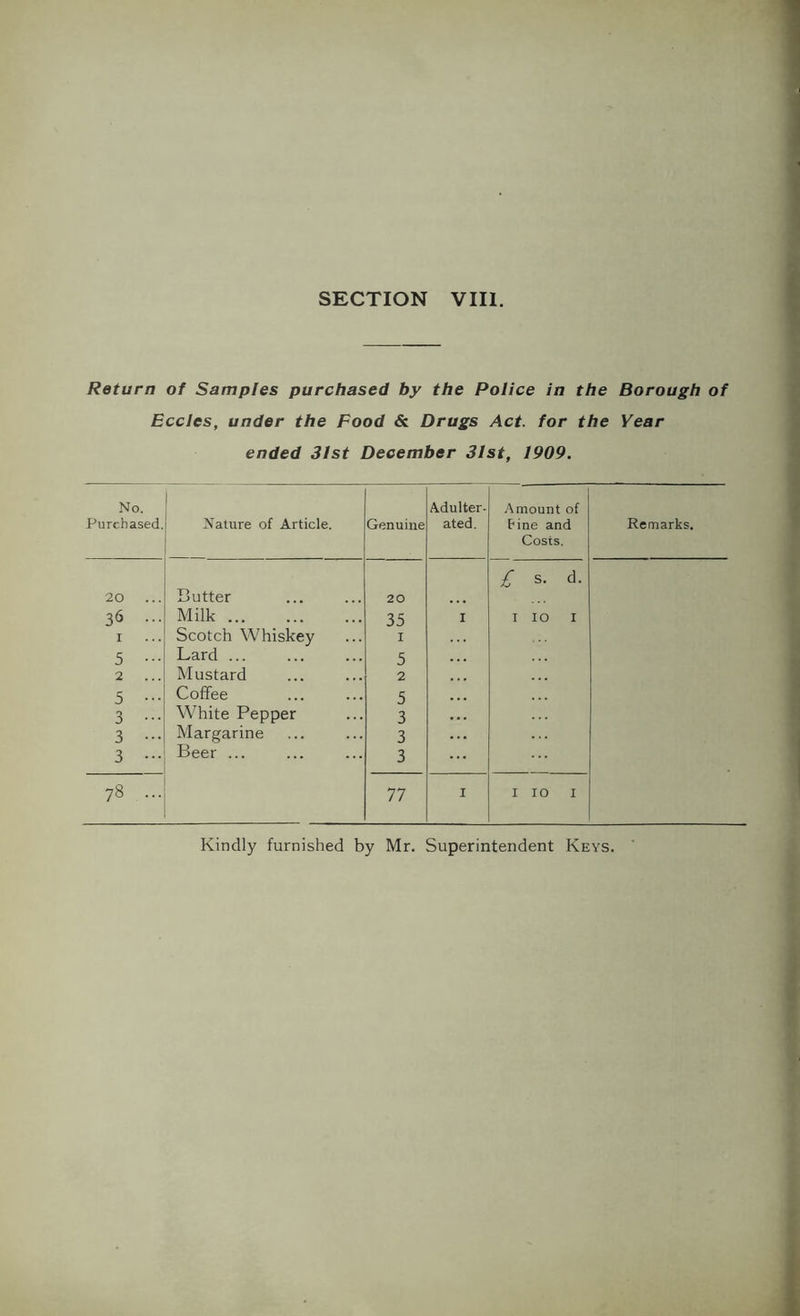 SECTION VIII.
Return of Samples purchased by the Police in the Borough of
Eccles, under the Food & Drugs Act. for the Year
ended 31st December 31st, 1909.
No. Purchased. Nature of Article. Genuine Adulter-ated. Amount of Fine and Costs. Remarks.
£ s. d.
20 ... Butter ... ... 20 ... ...
36 ... Milk ... ... ... 35 1 1 10 1
1 ... Scotch Whiskey ... 1 ... ...
5 ... Lard ... ... ... 5 ... ...
2 ... Mustard ... ... 2 ... ...
5 ... Coffee ... ... 5 ... ...
3 ... White Pepper ... 3 ... ...
3 ... Margarine ... ... 3 ... ...
3 ... Beer ... ... ... 3 ... ...
78 ... 77 1 1 10 1
Kindly furnished by Mr. Superintendent KEYS.